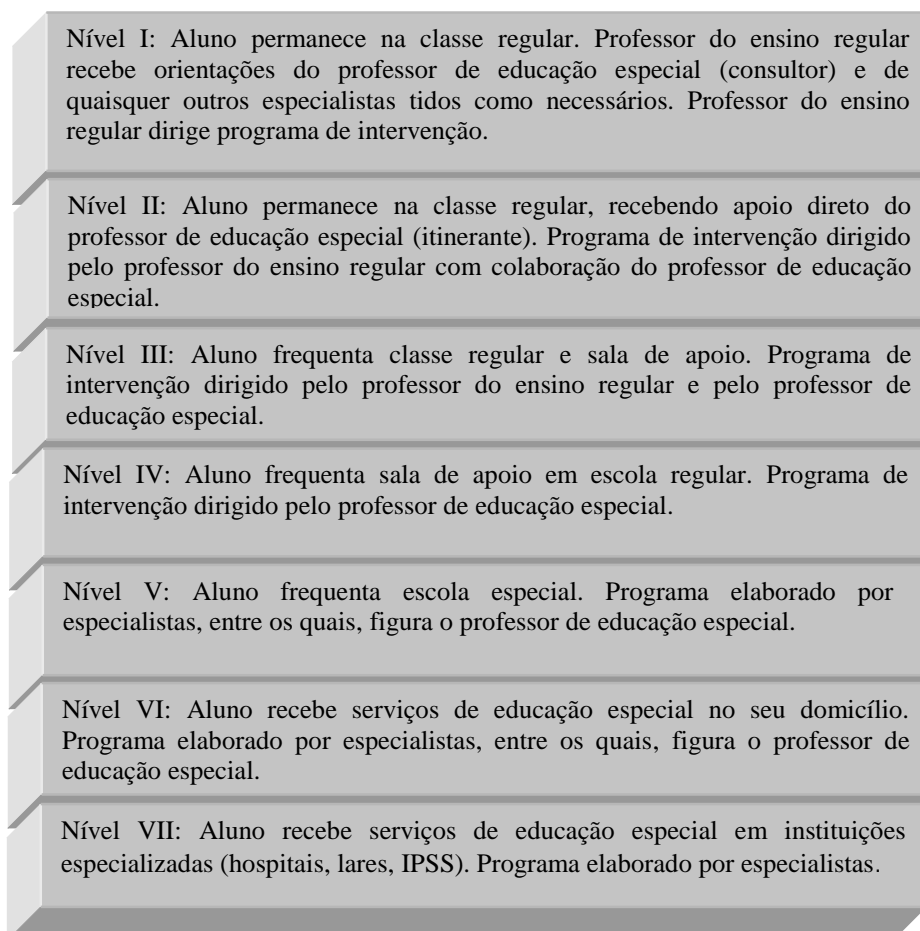 Nível I: Aluno permanece na classe regular. Professor do ensino regular
recebe orientações do professor de educação especial (consultor) e de
quaisquer outros especialistas tidos como necessários. Professor do ensino
regular dirige programa de intervenção.
Nível II: Aluno permanece na classe regular, recebendo apoio direto do
professor de educação especial (itinerante). Programa de intervenção dirigido
pelo professor do ensino regular com colaboração do professor de educação
especial.
Nível III: Aluno frequenta classe regular e sala de apoio. Programa de
intervenção dirigido pelo professor do ensino regular e pelo professor de
educação especial.
Nível IV: Aluno frequenta sala de apoio em escola regular. Programa de
intervenção dirigido pelo professor de educação especial.
Nível V: Aluno frequenta escola especial. Programa elaborado por
especialistas, entre os quais, figura o professor de educação especial.
Nível VI: Aluno recebe serviços de educação especial no seu domicílio.
Programa elaborado por especialistas, entre os quais, figura o professor de
educação especial.
Nível VII: Aluno recebe serviços de educação especial em instituições
especializadas (hospitais, lares, IPSS). Programa elaborado por especialistas.